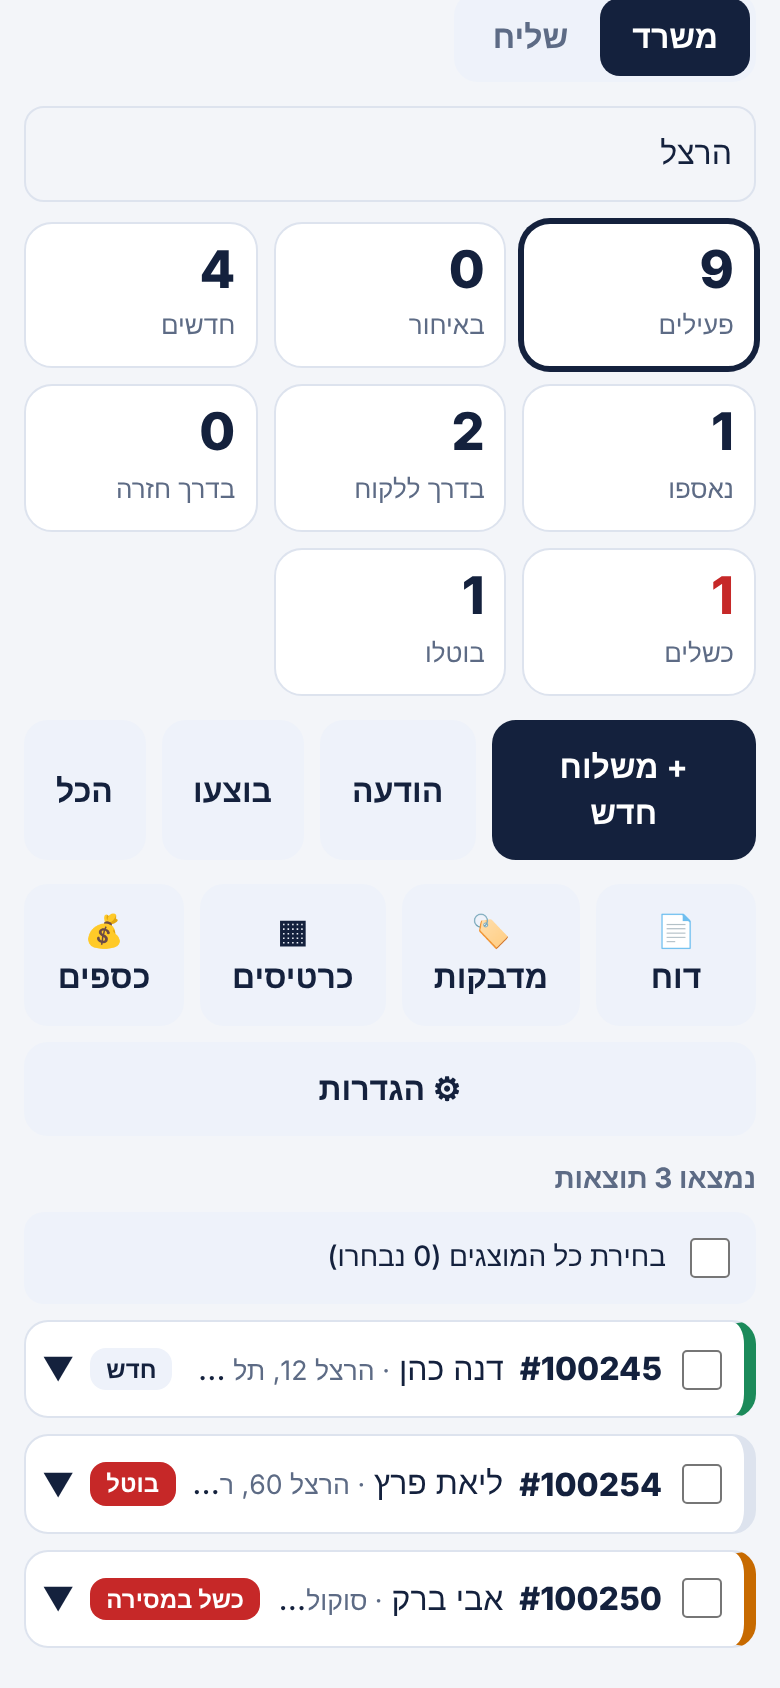 משרד שליח
הרצל
9 0 4
פעילים באיחור חדשים
1 2 0
נאספו בדרך ללקוח בדרך חזרה
1 1
כשלים בוטלו
+ משלוח חדש הודעה בוצעו הכל
📄 🏷️ ▦ 💰
דוח מדבקות כרטיסים כספים
⚙ הגדרות
נמצאו 3 תוצאות
בחירת כל המוצגים (0 נבחרו)
#100245 דנה כהן · הרצל 12, תל ... חדש ▼
#100254 ליאת פרץ · הרצל 60, ר... בוטל ▼
#100250 אבי ברק · סוקול... כשל במסירה ▼